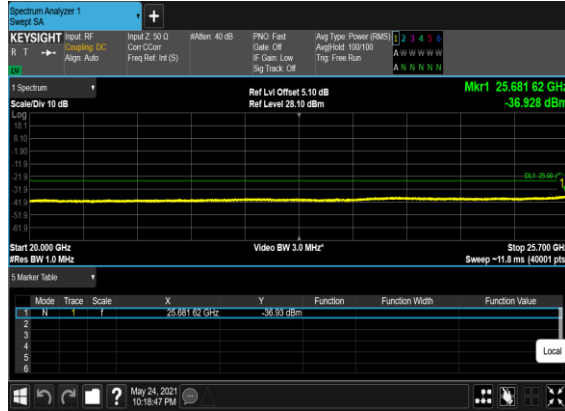 Spectrum Analyzer 1
Swept SA
+
KEYSIGHT Input: RF Input Z: 50 Ω #Atten: 40 dB PNO: Fast Avg Type: Power (RMS) 1 2 3 4 5 6
R T Coupling: DC Corr CCorr Gate: Off Avg|Hold: 100/100 A W W W W W
Align: Auto Freq Ref: Int (S) IF Gain: Low Trig: Free Run
Sig Track: Off A N N N N N
1 Spectrum
Scale/Div 10 dB
Ref Lvl Offset 5.10 dB
Ref Level 28.10 dBm
Mkr1 25.681 62 GHz
-36.928 dBm
Log
18.1
8.10
-1.90
-11.9
-21.9
-31.9
-41.9
-51.9
-61.9
DL1 -25.00
1
Start 20.000 GHz Video BW 3.0 MHz* Stop 25.700 GHz
#Res BW 1.0 MHz Sweep ~11.8 ms (40001 pts
5 Marker Table
Mode Trace Scale X Y Function Function Width Function Value
1 N 1 f 25.681 62 GHz -36.93 dBm
2
3
4
5
6
Local
? May 24, 2021
10:18:47 PM